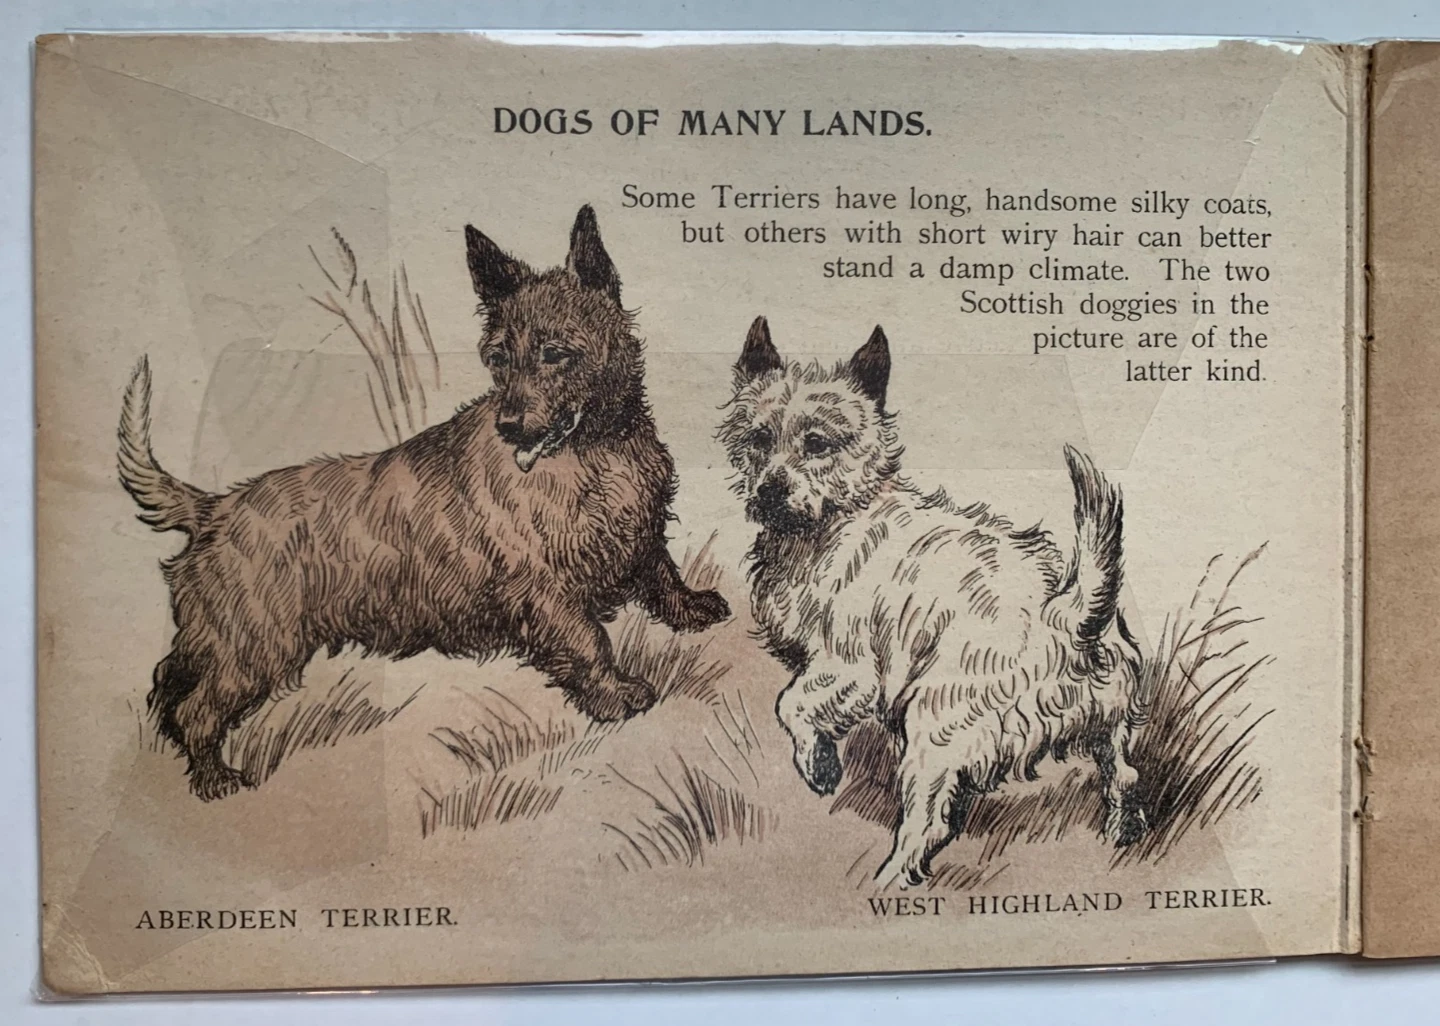 DOGS OF MANY LANDS.
Some Terriers have long, handsome silky coats,
but others with short wiry hair can better
stand a damp climate. The two
Scottish doggies in the
picture are of the
latter kind.
ABERDEEN TERRIER.
WEST HIGHLAND TERRIER.